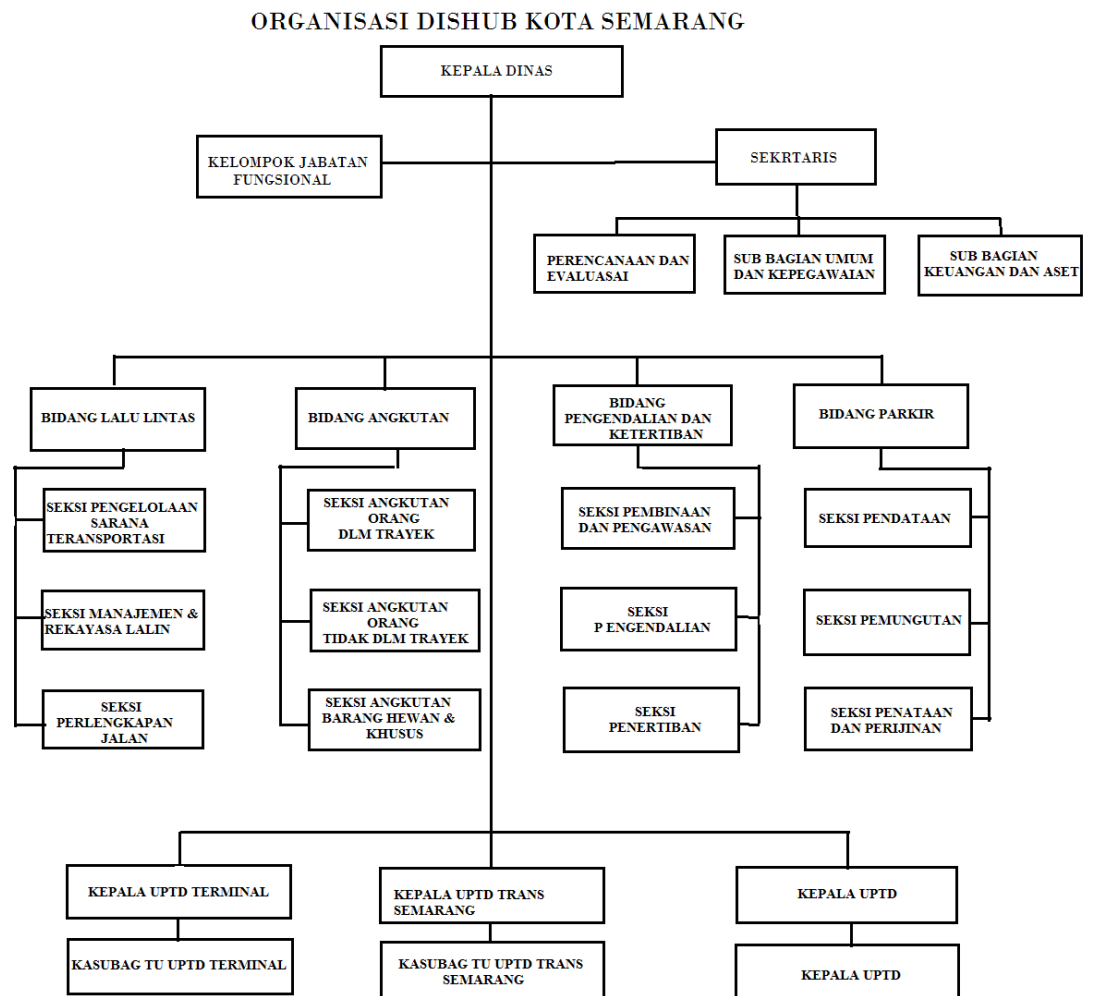 ORGANISASI DISHUB KOTA SEMARANG
KEPALA DINAS
KELOMPOK JABATAN
FUNGSIONAL
SEKRTARIS
PERENCANAAN DAN
EVALUASAI
SUB BAGIAN UMUM
DAN KEPEGAWAIAN
SUB BAGIAN
KEUANGAN DAN ASET
BIDANG LALU LINTAS
BIDANG ANGKUTAN
BIDANG
PENGENDALIAN DAN
KETERTIBAN
BIDANG PARKIR
SEKSI PENGELOLAAN
SARANA
TERANSPORTASI
SEKSI ANGKUTAN
ORANG
DLM TRAYEK
SEKSI PEMBINAAN
DAN PENGAWASAN
SEKSI PENDATAAN
SEKSI MANAJEMEN &
REKAYASA LALIN
SEKSI ANGKUTAN
ORANG
TIDAK DLM TRAYEK
SEKSI
P ENGENDALIAN
SEKSI PEMUNGUTAN
SEKSI
PERLENGKAPAN
JALAN
SEKSI ANGKUTAN
BARANG HEWAN &
KHUSUS
SEKSI
PENERTIBAN
SEKSI PENATAAN
DAN PERIJINAN
KEPALA UPTD TERMINAL
KEPALA UPTD TRANS
SEMARANG
KEPALA UPTD
KASUBAG TU UPTD TERMINAL
KASUBAG TU UPTD TRANS
SEMARANG
KEPALA UPTD